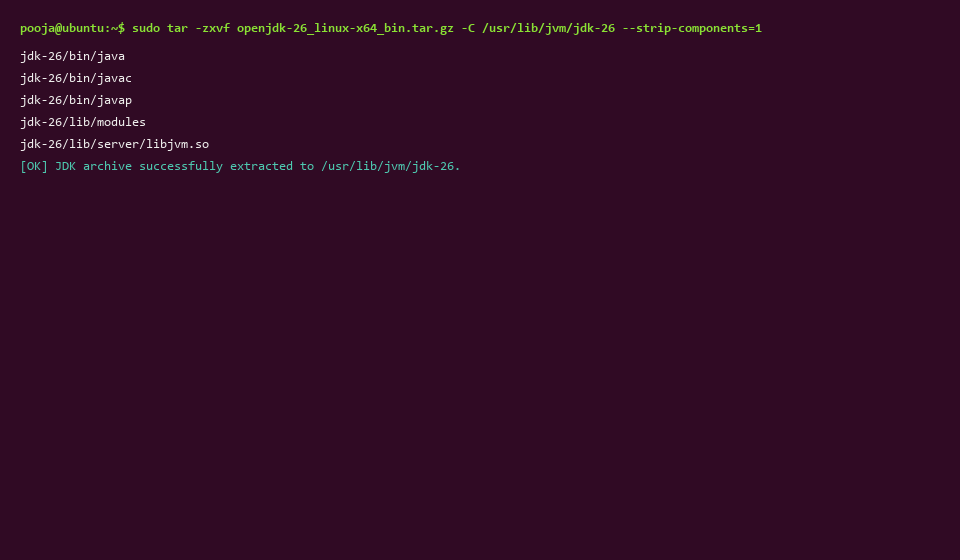 pooja@ubuntu:~$ sudo tar -zxvf openjdk-26_linux-x64_bin.tar.gz -C /usr/lib/jvm/jdk-26 --strip-components=1
jdk-26/bin/java
jdk-26/bin/javac
jdk-26/bin/javap
jdk-26/lib/modules
jdk-26/lib/server/libjvm.so
[OK] JDK archive successfully extracted to /usr/lib/jvm/jdk-26.